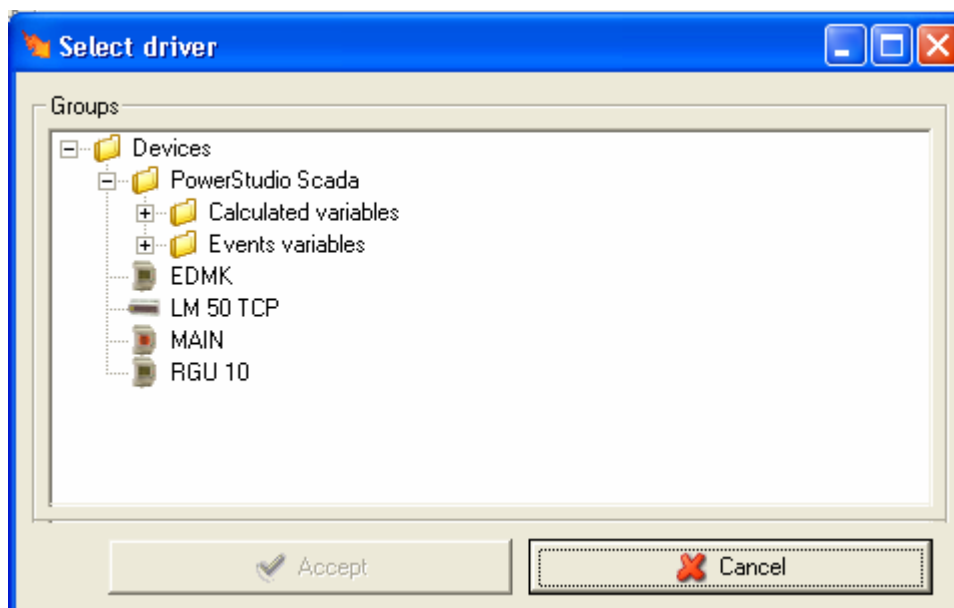 Select driver
Groups
Devices
PowerStudio Scada
Calculated variables
Events variables
EDMK
LM 50 TCP
MAIN
RGU 10
Accept
Cancel